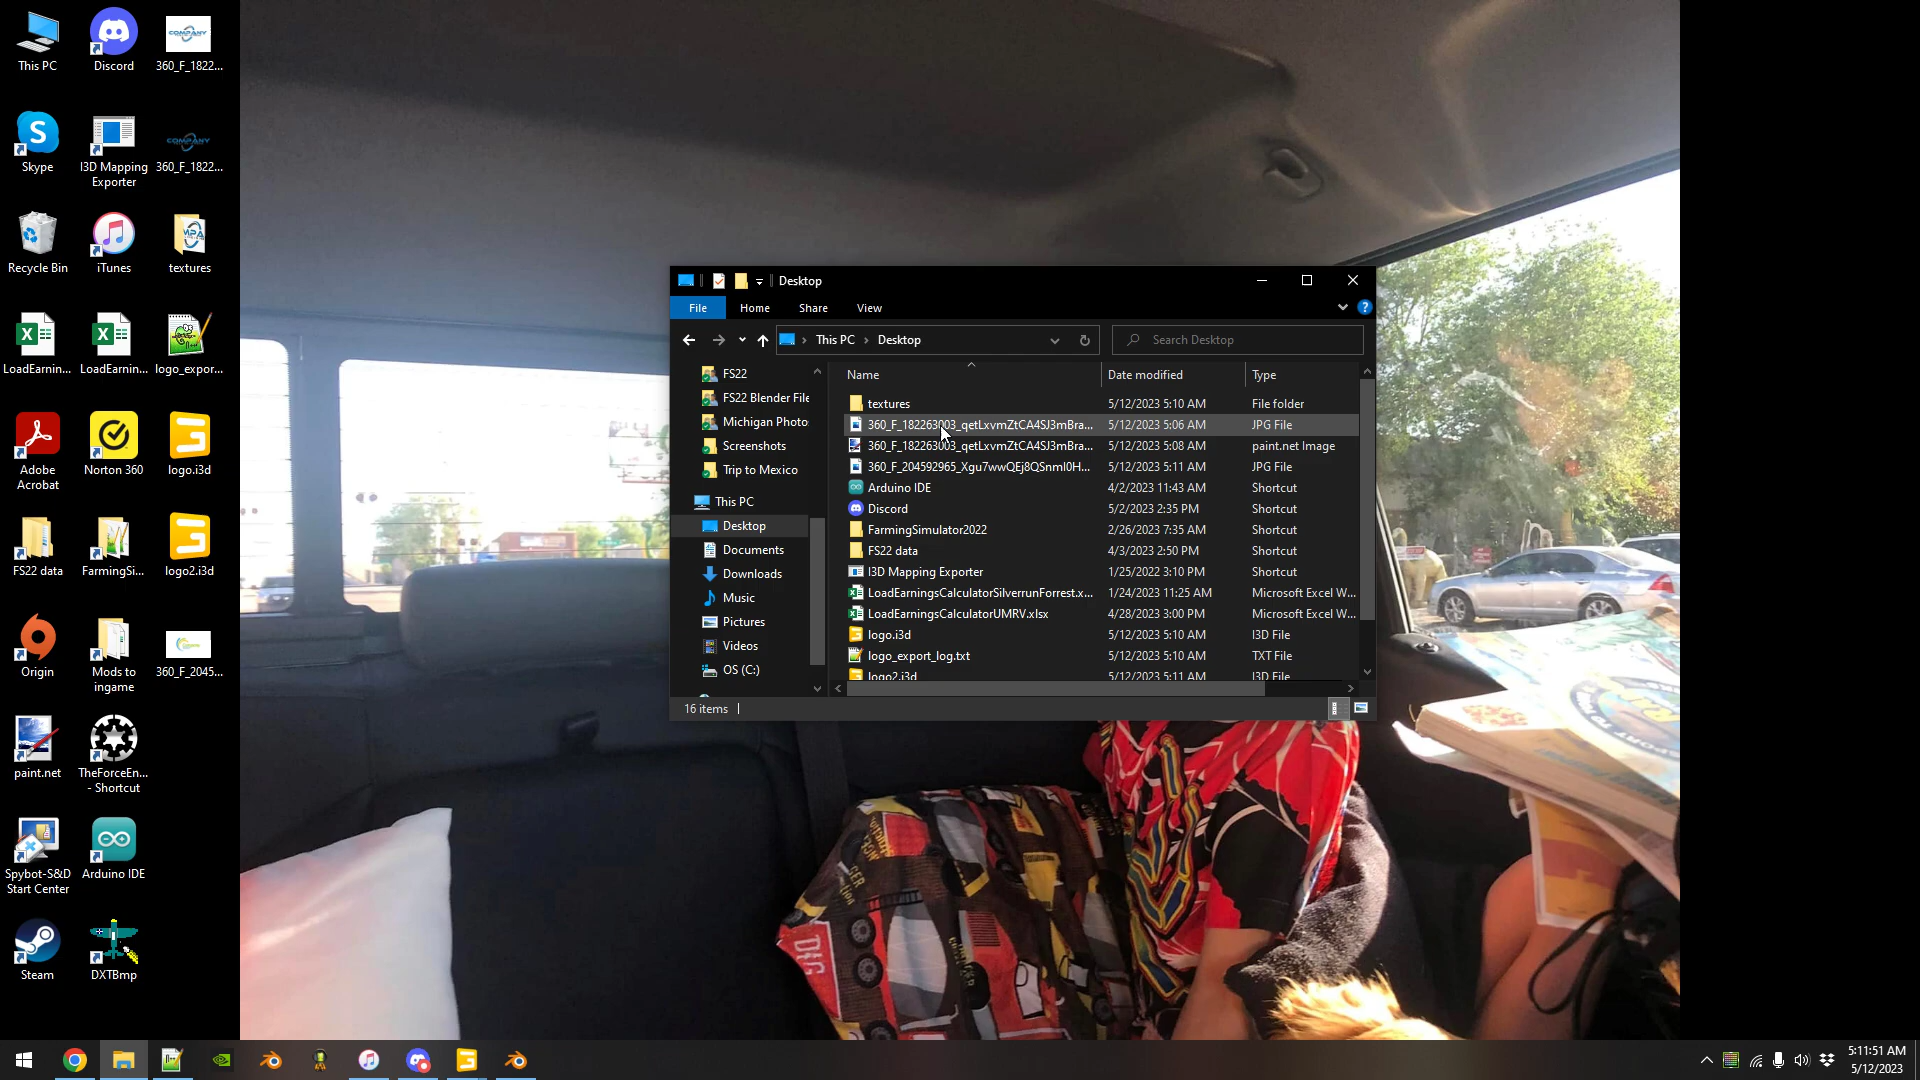 This PC
Discord
360_F_1822...
Skype
I3D Mapping
Exporter
360_F_1822...
Recycle Bin
iTunes
textures
LoadEarnin...
LoadEarnin...
logo_expor...
Adobe
Acrobat
Norton 360
logo.i3d
FS22 data
FarmingSi...
logo2.i3d
Origin
Mods to
ingame
360_F_2045...
paint.net
TheForceEn...
- Shortcut
Spybot-S&D
Start Center
Arduino IDE
Steam
DXTBmp
COMPANY
COMPANY
MPA
Desktop
File
Home
Share
View
This PC
Desktop
Search Desktop
FS22
FS22 Blender File
Michigan Photo
Screenshots
Trip to Mexico
This PC
Desktop
Documents
Downloads
Music
Pictures
Videos
OS (C:)
Name
Date modified
Type
textures 5/12/2023 5:10 AM File folder
360_F_182263003_qetLxvmZtCA4SJ3mBra... 5/12/2023 5:06 AM JPG File
360_F_182263003_qetLxvmZtCA4SJ3mBra... 5/12/2023 5:08 AM paint.net Image
360_F_204592965_Xgu7wwQEj8QSnmI0H... 5/12/2023 5:11 AM JPG File
Arduino IDE 4/2/2023 11:43 AM Shortcut
Discord 5/2/2023 2:35 PM Shortcut
FarmingSimulator2022 2/26/2023 7:35 AM Shortcut
FS22 data 4/3/2023 2:50 PM Shortcut
I3D Mapping Exporter 1/25/2022 3:10 PM Shortcut
LoadEarningsCalculatorSilverrunForrest.x... 1/24/2023 11:25 AM Microsoft Excel W...
LoadEarningsCalculatorUMRV.xlsx 4/28/2023 3:00 PM Microsoft Excel W...
logo.i3d 5/12/2023 5:10 AM I3D File
logo_export_log.txt 5/12/2023 5:10 AM TXT File
logo2.i3d 5/12/2023 5:11 AM I3D File
16 items
DIG
5:11:51 AM
5/12/2023